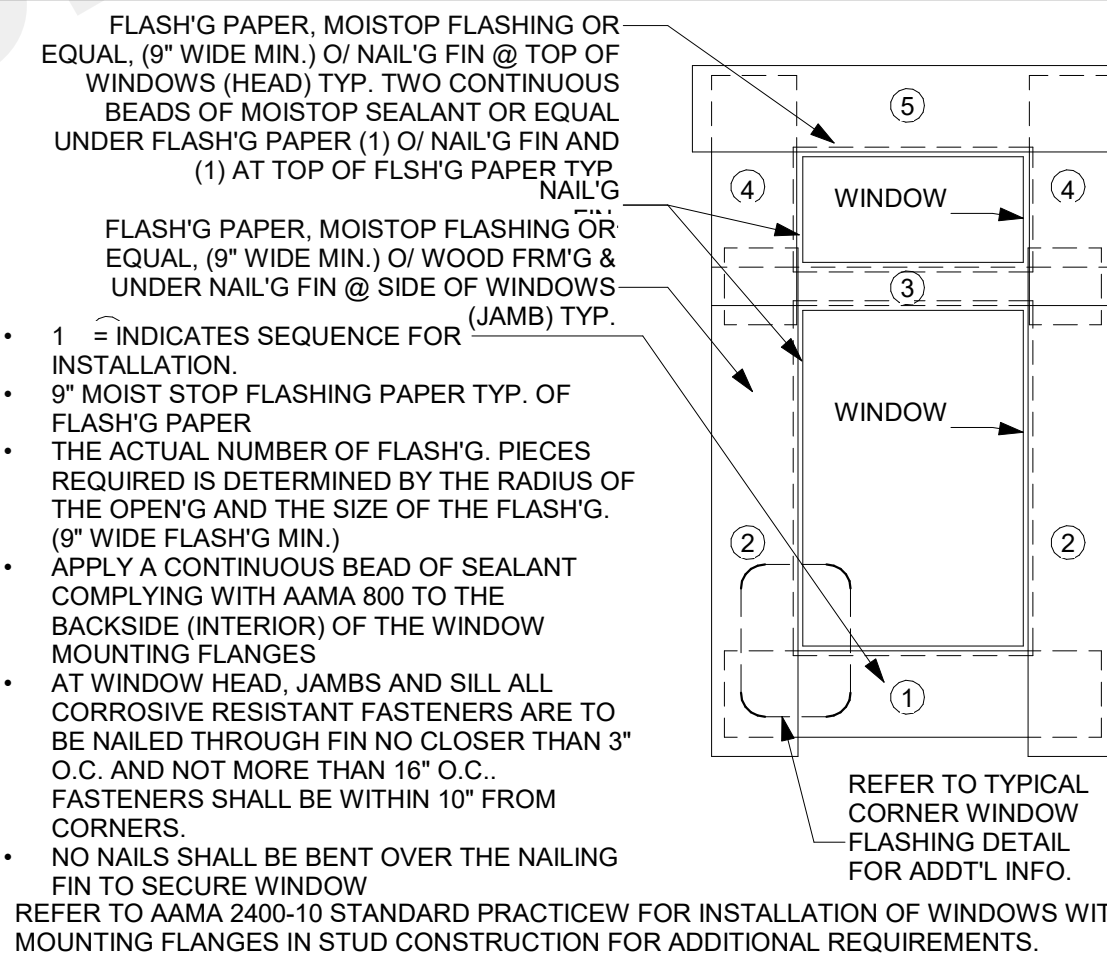 FLASH'G PAPER, MOISTOP FLASHING OR
EQUAL, (9" WIDE MIN.) O/ NAIL'G FIN @ TOP OF
WINDOWS (HEAD) TYP. TWO CONTINUOUS
BEADS OF MOISTOP SEALANT OR EQUAL
UNDER FLASH'G PAPER (1) O/ NAIL'G FIN AND
(1) AT TOP OF FLSH'G PAPER TYP.
NAIL'G
FIN
FLASH'G PAPER, MOISTOP FLASHING OR
EQUAL, (9" WIDE MIN.) O/ WOOD FRM'G &
UNDER NAIL'G FIN @ SIDE OF WINDOWS
(JAMB) TYP.
• 1 = INDICATES SEQUENCE FOR
INSTALLATION.
• 9" MOIST STOP FLASHING PAPER TYP. OF
FLASH'G PAPER
• THE ACTUAL NUMBER OF FLASH'G. PIECES
REQUIRED IS DETERMINED BY THE RADIUS OF
THE OPEN'G AND THE SIZE OF THE FLASH'G.
(9" WIDE FLASH'G MIN.)
• APPLY A CONTINUOUS BEAD OF SEALANT
COMPLYING WITH AAMA 800 TO THE
BACKSIDE (INTERIOR) OF THE WINDOW
MOUNTING FLANGES
• AT WINDOW HEAD, JAMBS AND SILL ALL
CORROSIVE RESISTANT FASTENERS ARE TO
BE NAILED THROUGH FIN NO CLOSER THAN 3"
O.C. AND NOT MORE THAN 16" O.C..
FASTENERS SHALL BE WITHIN 10" FROM
CORNERS.
• NO NAILS SHALL BE BENT OVER THE NAILING
FIN TO SECURE WINDOW
REFER TO AAMA 2400-10 STANDARD PRACTICEW FOR INSTALLATION OF WINDOWS WIT
MOUNTING FLANGES IN STUD CONSTRUCTION FOR ADDITIONAL REQUIREMENTS.
5
4
WINDOW
4
3
WINDOW
2
2
1
REFER TO TYPICAL
CORNER WINDOW
FLASHING DETAIL
FOR ADDT'L INFO.